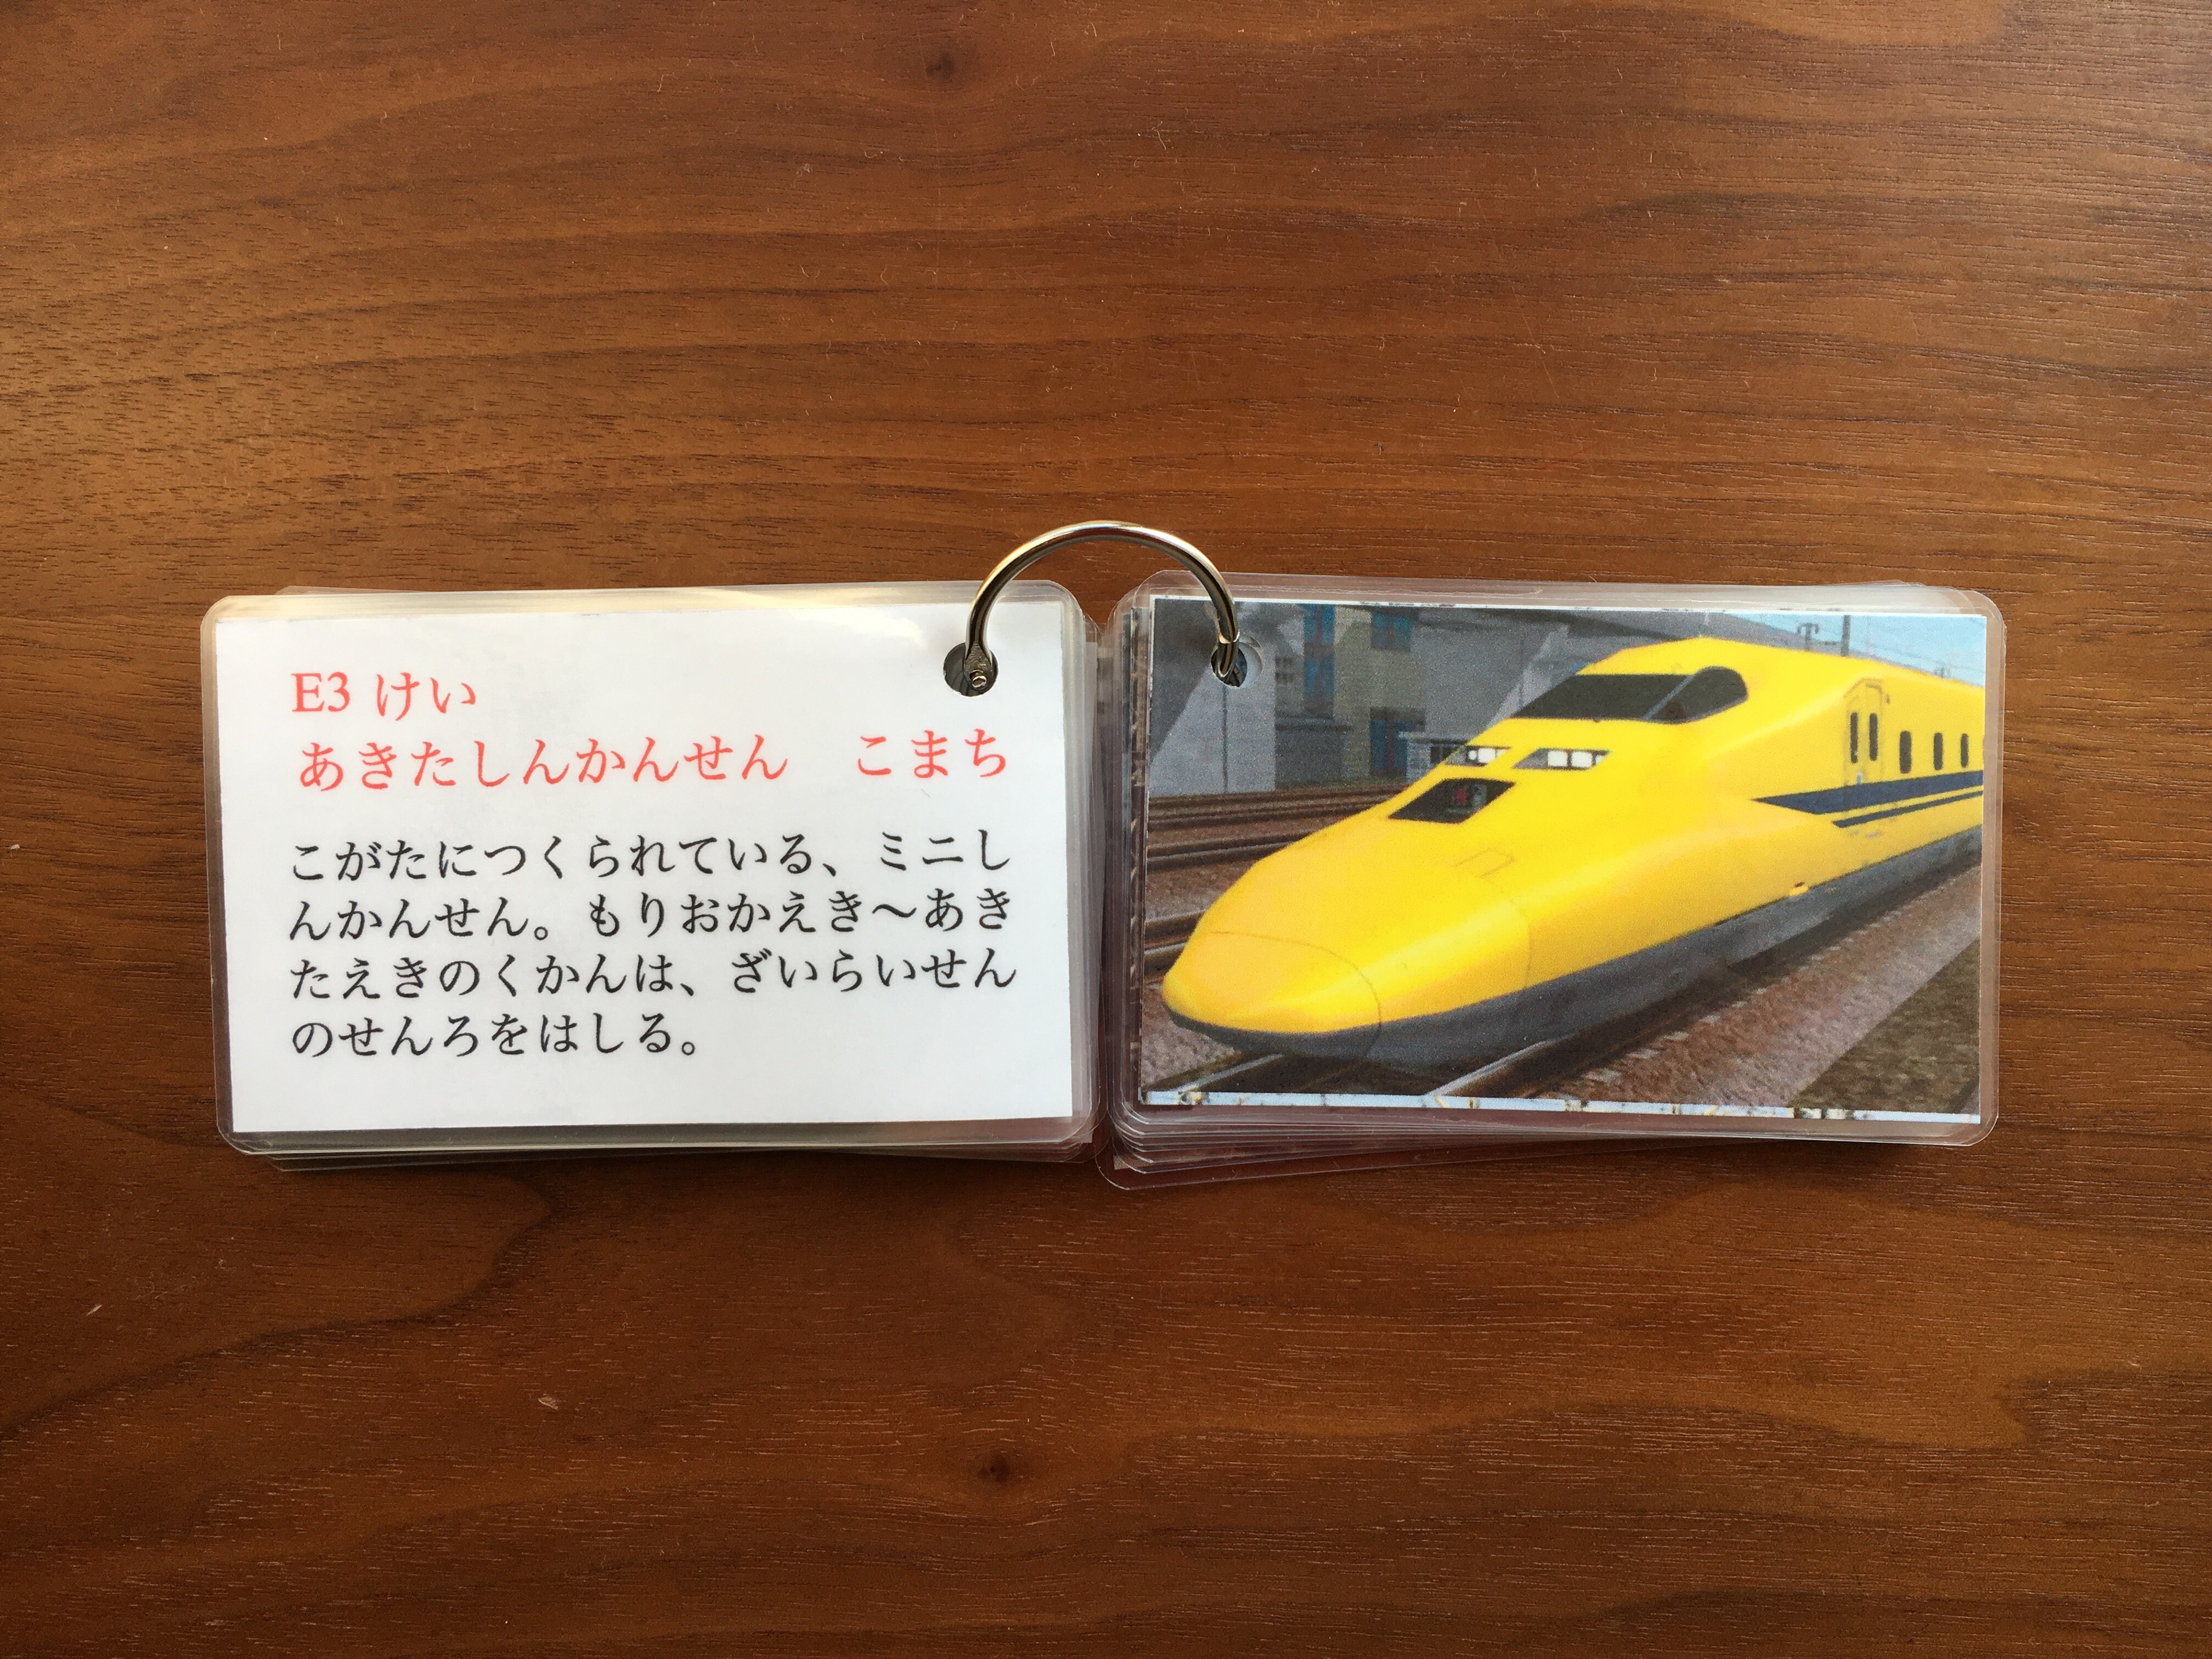 E3 けい
あきたしんかんせん　こまち
こがたにつくられている、ミニし
んかんせん。もりおかえき〜あき
たえきのくかんは、ざいらいせん
のせんろをはしる。